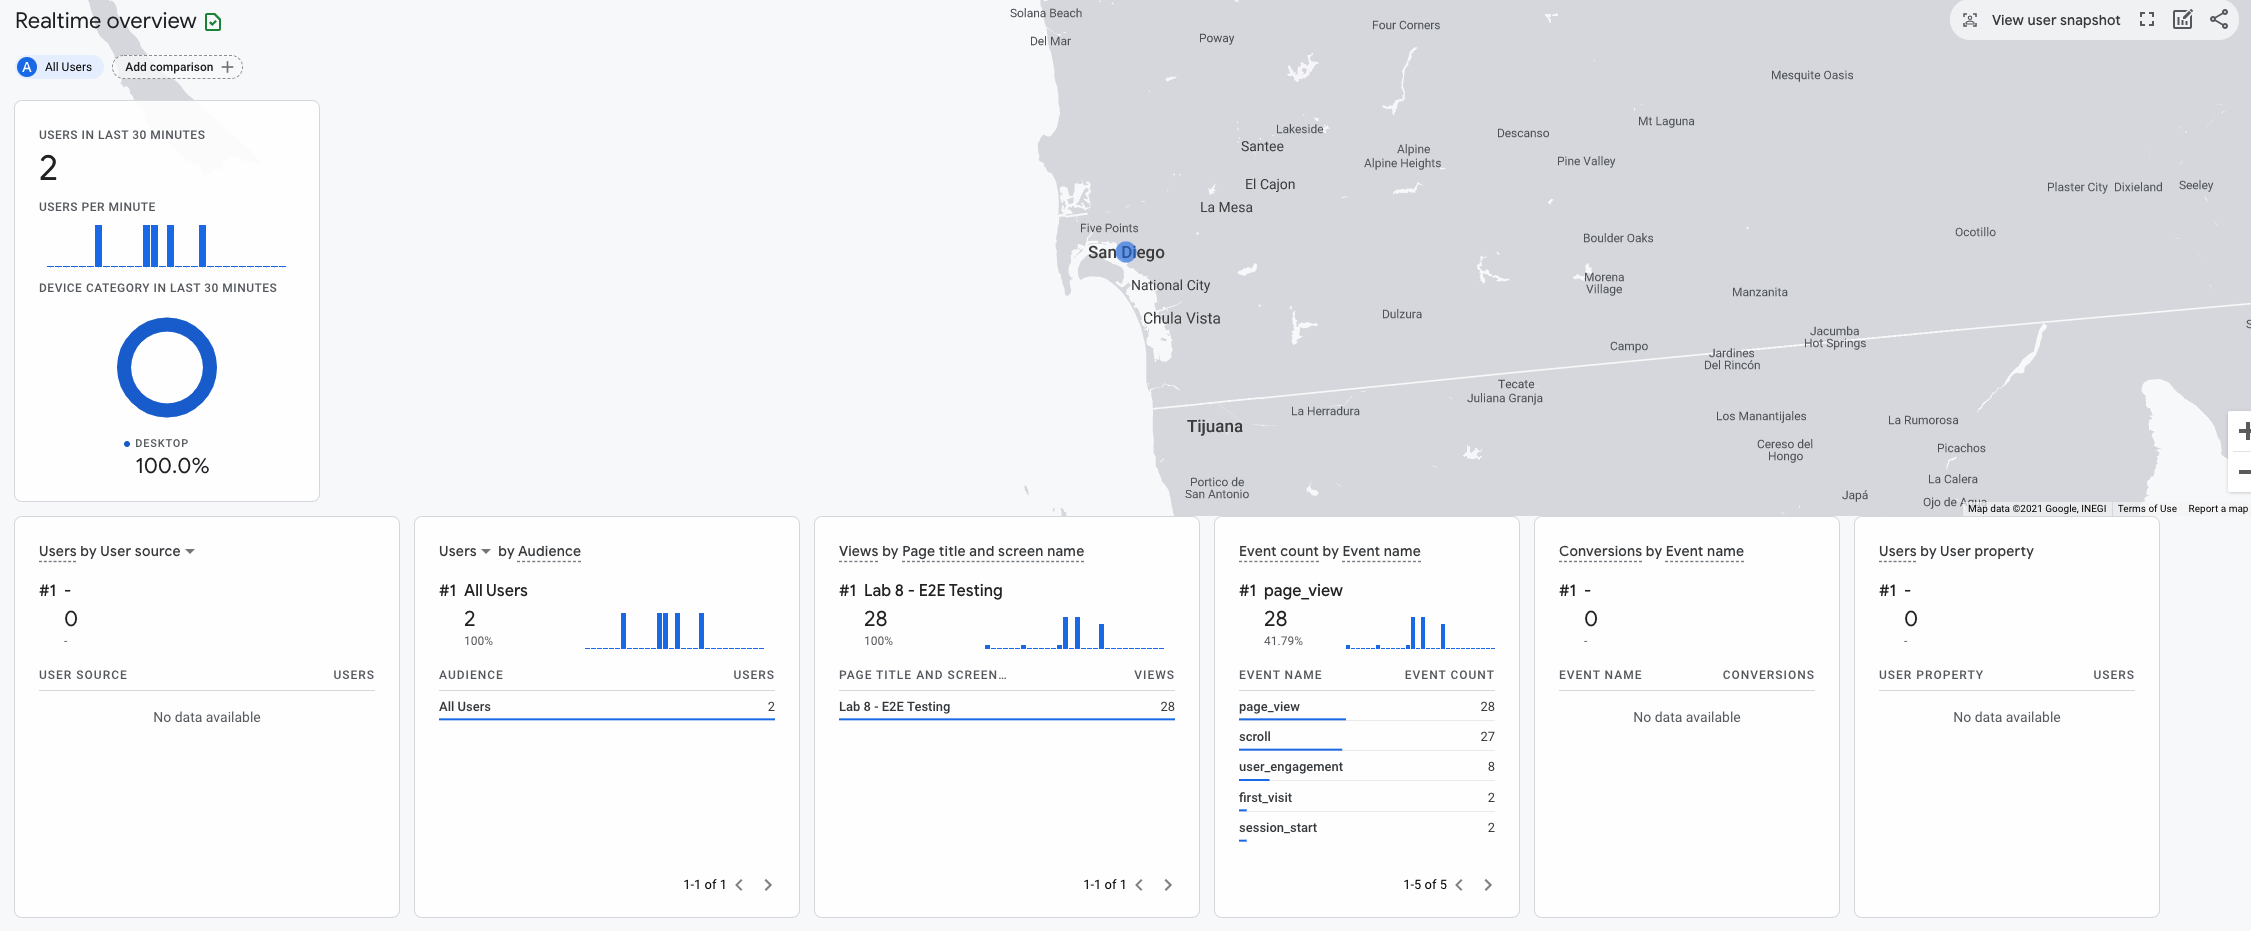 Realtime overview
A All Users
Add comparison
View user snapshot
USERS IN LAST 30 MINUTES
2
USERS PER MINUTE
DEVICE CATEGORY IN LAST 30 MINUTES
DESKTOP
100.0%
Solana Beach
Del Mar
Poway
Four Corners
Mesquite Oasis
Mt Laguna
Lakeside
Santee
Descanso
Alpine
Alpine Heights
Pine Valley
El Cajon
La Mesa
Plaster City
Dixieland
Seeley
Five Points
San Diego
Boulder Oaks
Ocotillo
National City
Morena
Village
Manzanita
Chula Vista
Dulzura
Jacumba
Hot Springs
Campo
Jardines
Del Rincón
Tecate
Juliana Granja
La Herradura
Tijuana
Los Manantijales
La Rumorosa
Cereso del
Hongo
Picachos
Portico de
San Antonio
La Calera
Japá
Ojo de Agua
Map data ©2021 Google, INEGI
Terms of Use
Report a map
Users by User source
#1 -
0
-
USER SOURCE USERS
No data available
Users by Audience
#1 All Users
2
100%
AUDIENCE USERS
All Users 2
1-1 of 1
Views by Page title and screen name
#1 Lab 8 - E2E Testing
28
100%
PAGE TITLE AND SCREEN... VIEWS
Lab 8 - E2E Testing 28
1-1 of 1
Event count by Event name
#1 page_view
28
41.79%
EVENT NAME EVENT COUNT
page_view 28
scroll 27
user_engagement 8
first_visit 2
session_start 2
1-5 of 5
Conversions by Event name
#1 -
0
-
EVENT NAME CONVERSIONS
No data available
Users by User property
#1 -
0
-
USER PROPERTY USERS
No data available